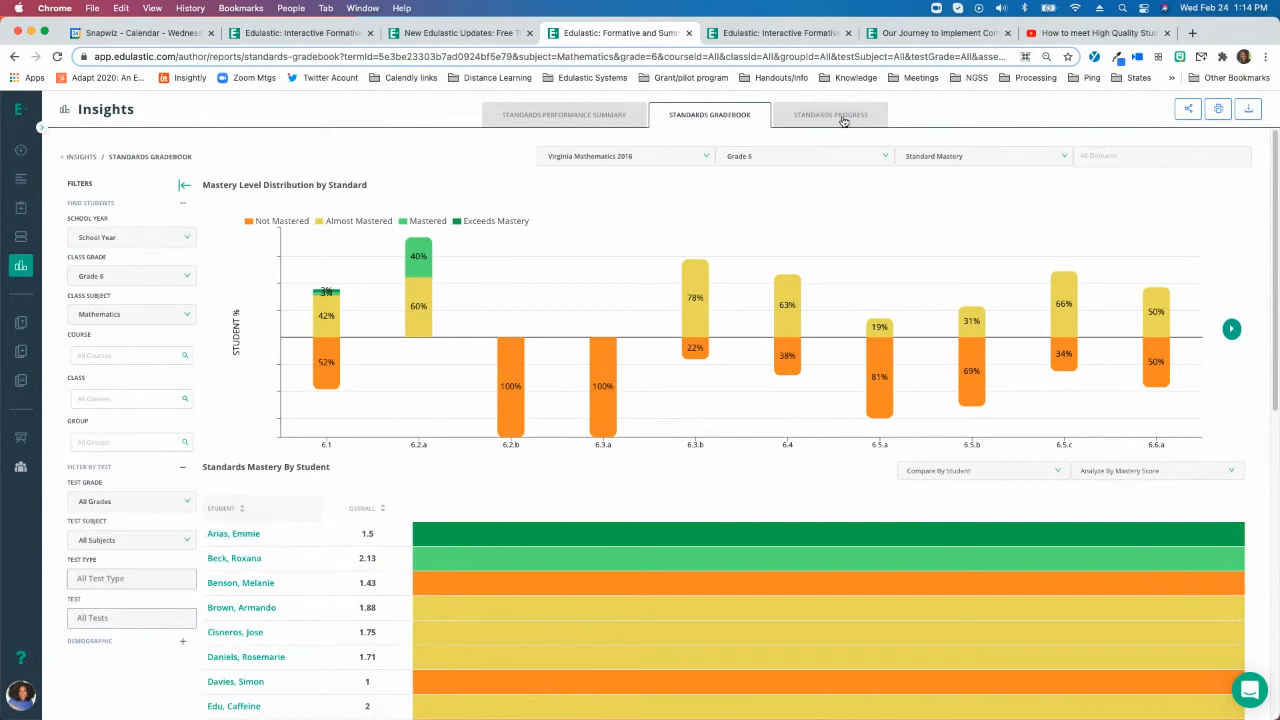 Chrome File Edit View History Bookmarks People Tab Window Help
Wed Feb 24 1:14 PM
Snapwiz - Calendar - Wednes
Edulastic: Interactive Formative
New Edulastic Updates: Free T
Edulastic: Formative and Sum
Edulastic: Interactive Formative
Our Journey to Implement Co
How to meet High Quality Stud
app.edulastic.com/author/reports/standards-gradebook?termId=5e3be23303b7ad0924bf5e79&subject=Mathematics&grade=6&courseId=All&classId=All&groupId=All&testSubject=All&testGrade=All&asse...
Apps
Adapt 2020: An E...
Insightly
Zoom Mtgs
Twitter Acount
Calendly links
Distance Learning
Edulastic Systems
Grant/pilot propo...
Handouts/Info
Knowledge
Meetings
NGSS
Processing
Ping
States
»
Other Bookmarks
E
Insights
STANDARDS PERFORMANCE SUMMARY
STANDARDS GRADEBOOK
STANDARDS PROGRESS
< INSIGHTS / STANDARDS GRADEBOOK
Virginia Mathematics 2016
Grade 6
Standard Mastery
All Domains
FILTERS
FIND STUDENTS
SCHOOL YEAR
School Year
CLASS GRADE
Grade 6
CLASS SUBJECT
Mathematics
COURSE
All Courses
CLASS
All Classes
GROUP
All Groups
FILTER BY TEST
TEST GRADE
All Grades
TEST SUBJECT
All Subjects
TEST TYPE
All Test Type
TEST
All Tests
DEMOGRAPHIC
?
Mastery Level Distribution by Standard
Not Mastered Almost Mastered Mastered Exceeds Mastery
STUDENT %
3%
3%
42%
52%
40%
60%
100%
100%
78%
22%
63%
38%
19%
81%
31%
69%
66%
34%
50%
50%
6.1 6.2.a 6.2.b 6.3.a 6.3.b 6.4 6.5.a 6.5.b 6.5.c 6.6.a
Standards Mastery By Student
Compare By Student
Analyze By Mastery Score
STUDENT OVERALL
Arias, Emmie 1.5
Beck, Roxana 2.13
Benson, Melanie 1.43
Brown, Armando 1.88
Cisneros, Jose 1.75
Daniels, Rosemarie 1.71
Davies, Simon 1
Edu, Caffeine 2